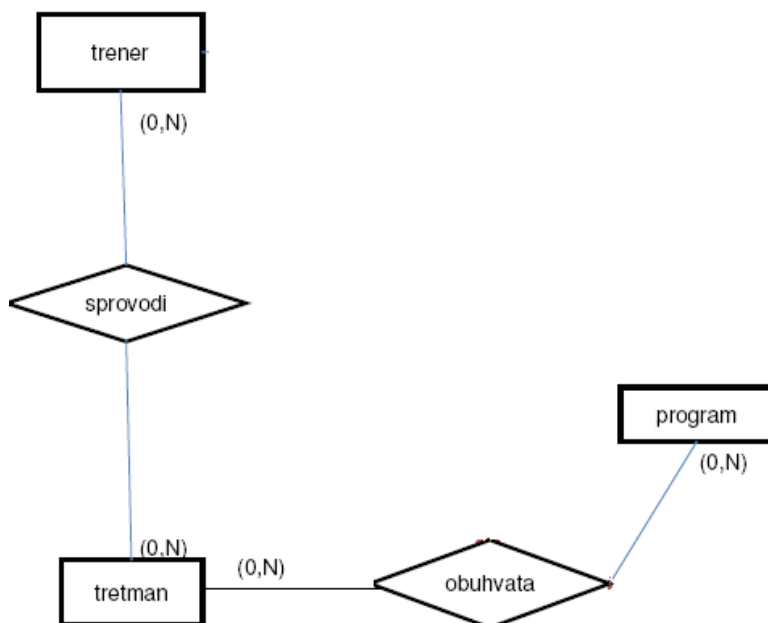 trener
(0,N)
sprovodi
program
(0,N)
(0,N)
(0,N)
tretman
obuhvata